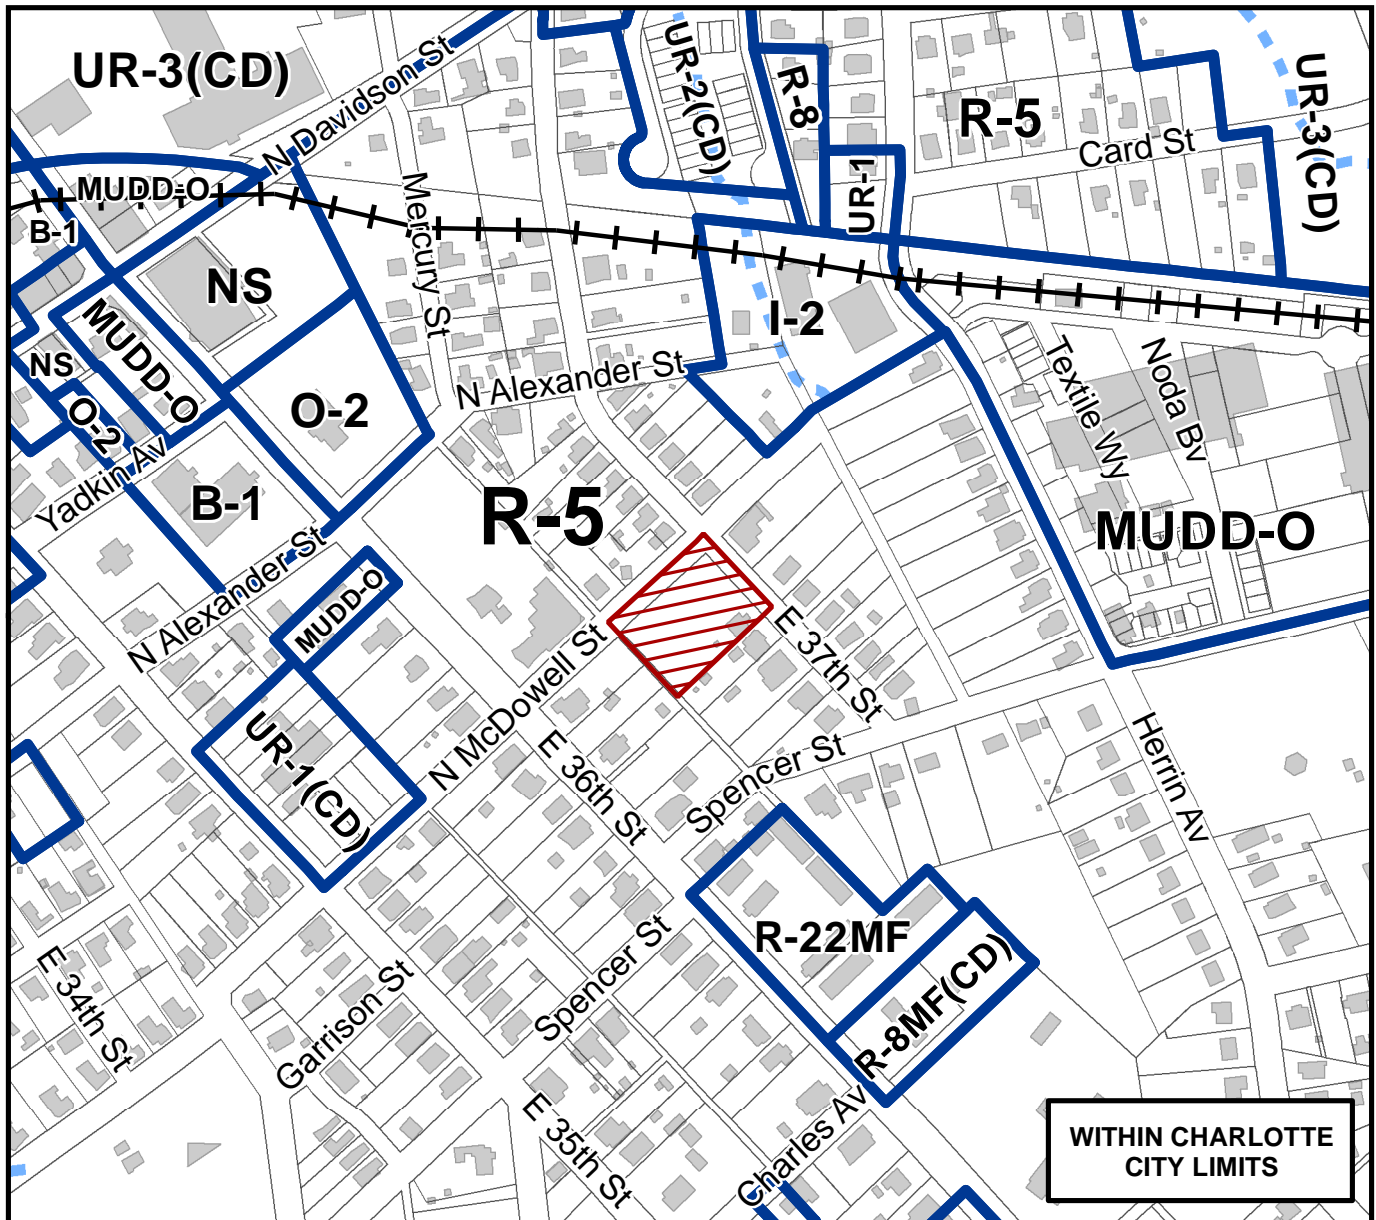 UR-3(CD)
N Davidson St
UR-2(CD)
R-8
R-5
Card St
UR-3(CD)
MUDD-O
B-1
Mercury St
UR-1
NS
MUDD-O
I-2
NS
O-2
O-2
N Alexander St
Textile Wy
Noda Bv
Yadkin Av
B-1
R-5
MUDD-O
N Alexander St
MUDD-O
E 37th St
N McDowell St
UR-1(CD)
E 36th St
Spencer St
Herrin Av
R-22MF
Spencer St
R-8MF(CD)
E 34th St
Garrison St
E 35th St
Charles Av
WITHIN CHARLOTTE
CITY LIMITS